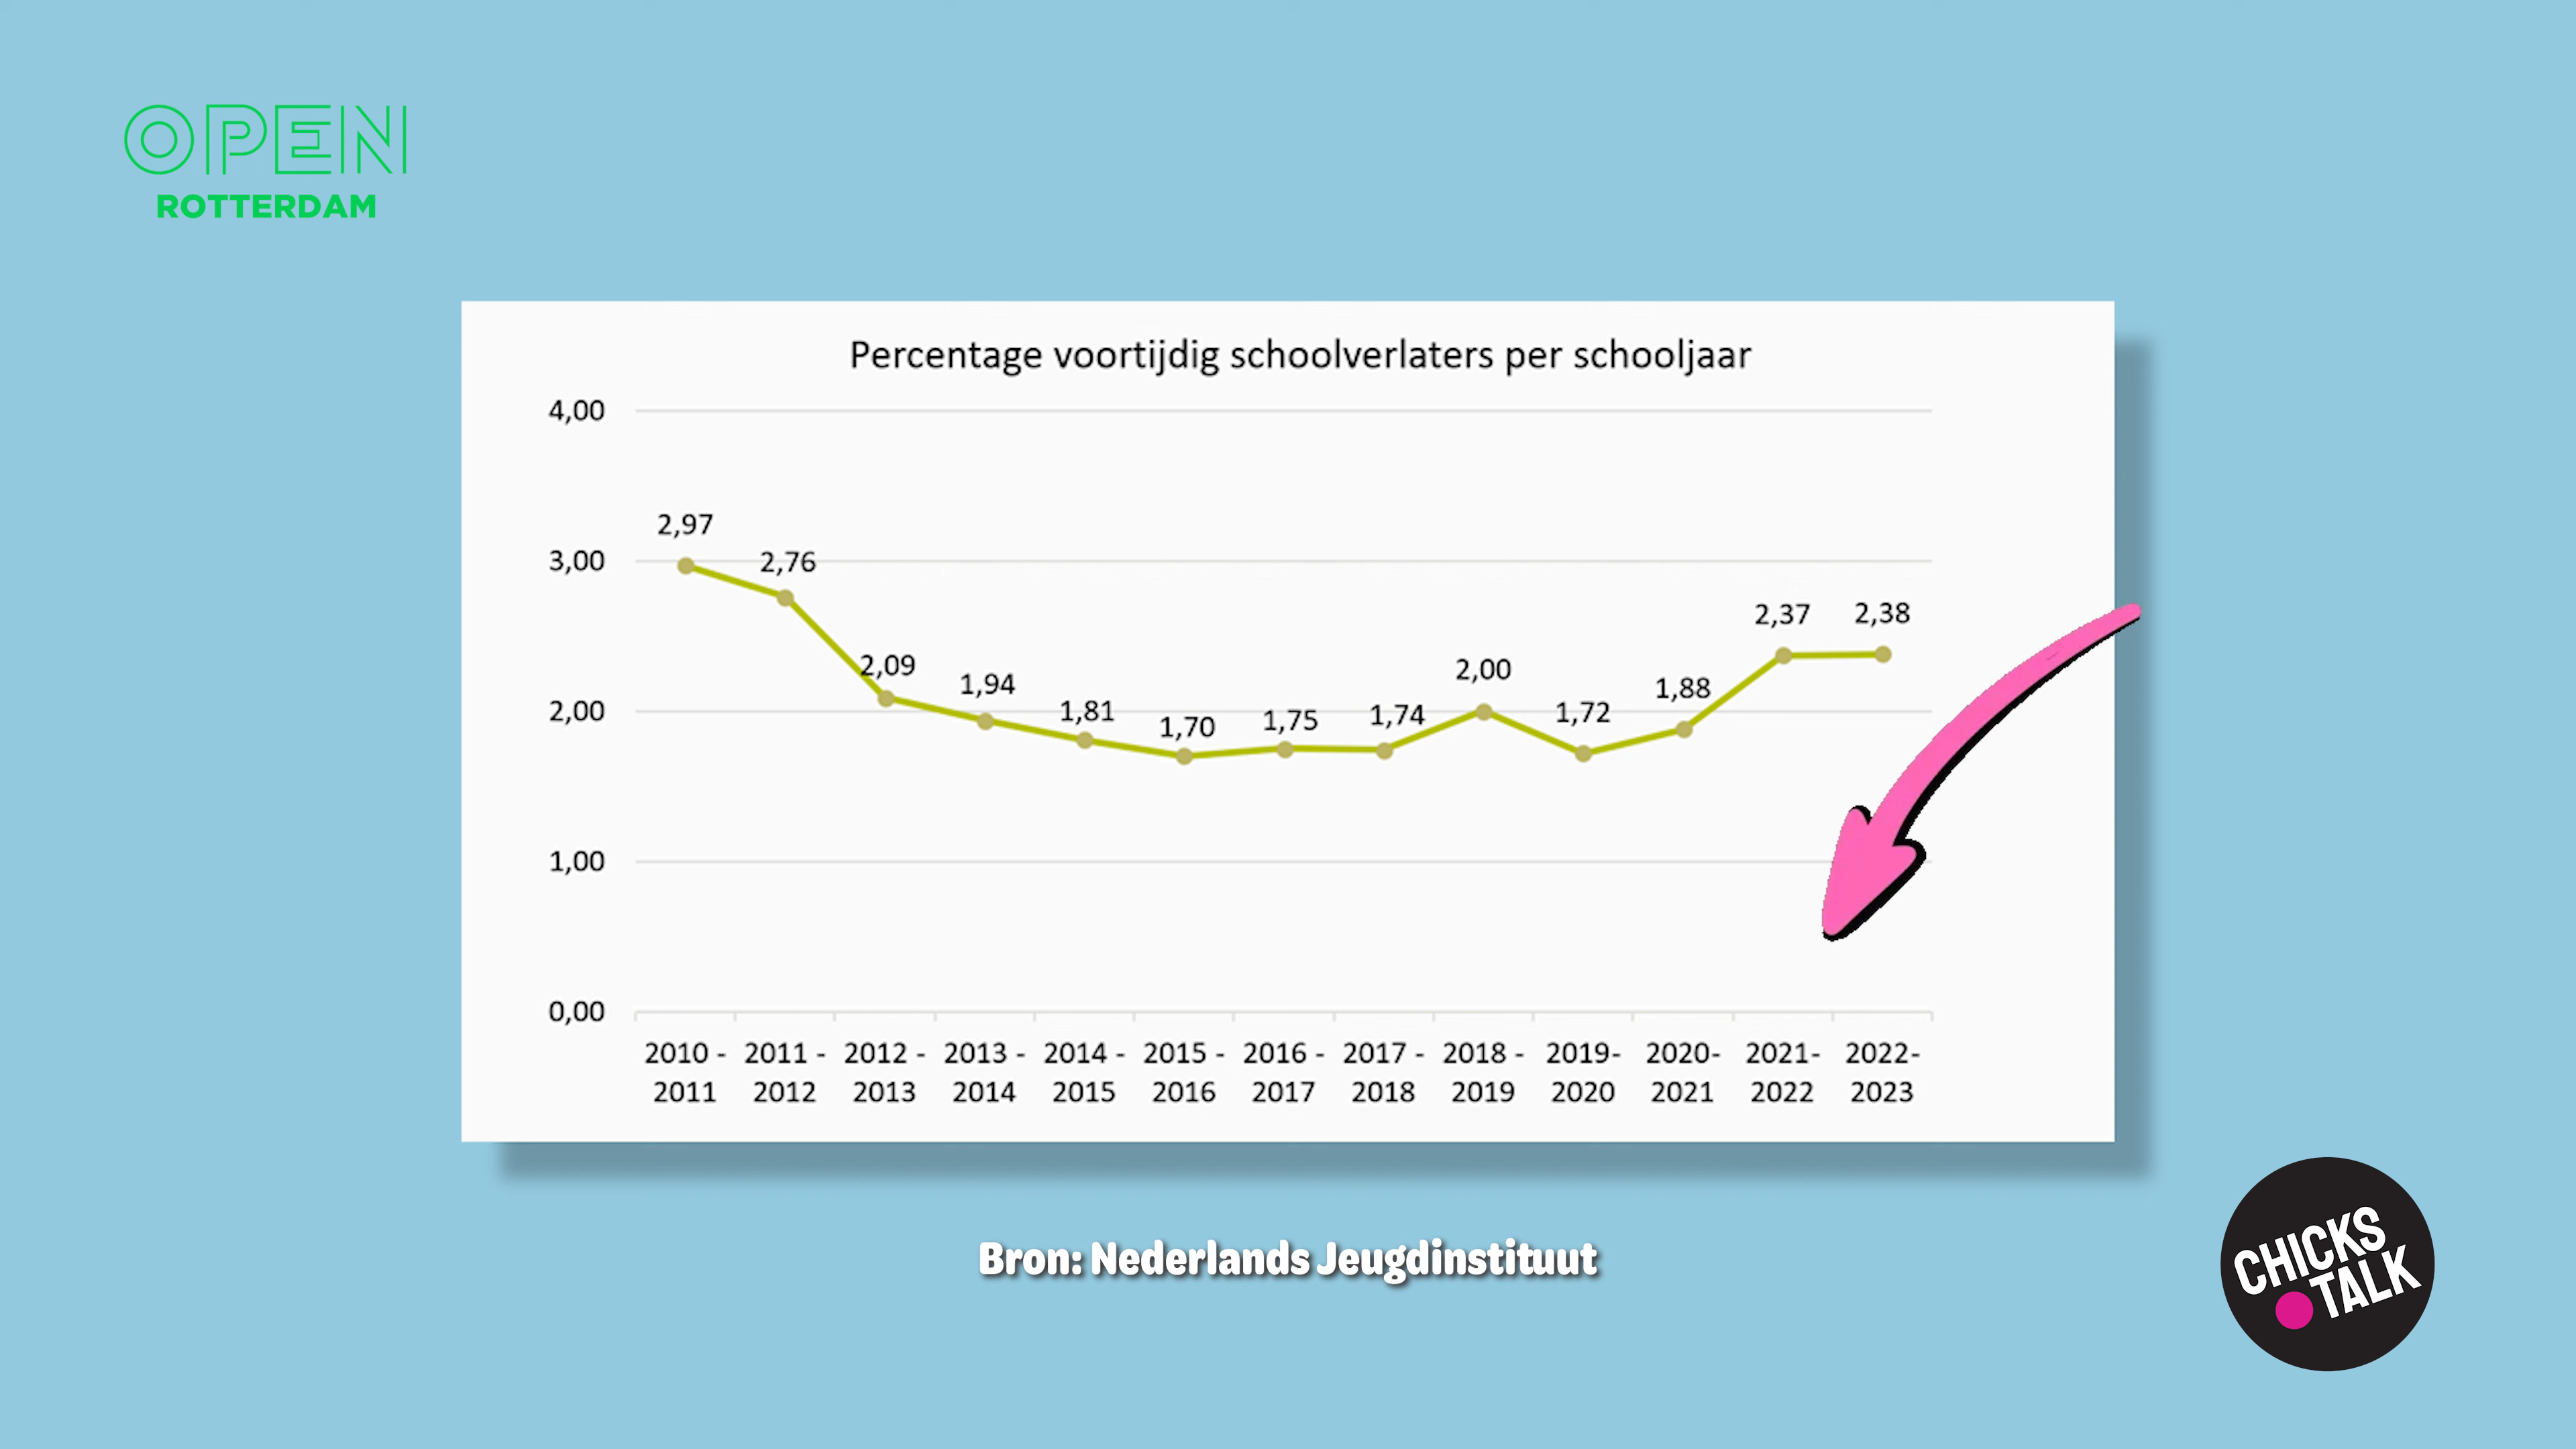 OPEN
ROTTERDAM
Percentage voortijdig schoolverlaters per schooljaar
4,00
3,00
2,00
1,00
0,00
2,97
2,76
2,09
1,94
1,81
1,70
1,75
1,74
2,00
1,72
1,88
2,37
2,38
2010 - 2011 - 2012 - 2013 - 2014 - 2015 - 2016 - 2017 - 2018 - 2019- 2020- 2021- 2022-
2011 2012 2013 2014 2015 2016 2017 2018 2019 2020 2021 2022 2023
Bron: Nederlands Jeugdinstituut
CHICKS
TALK